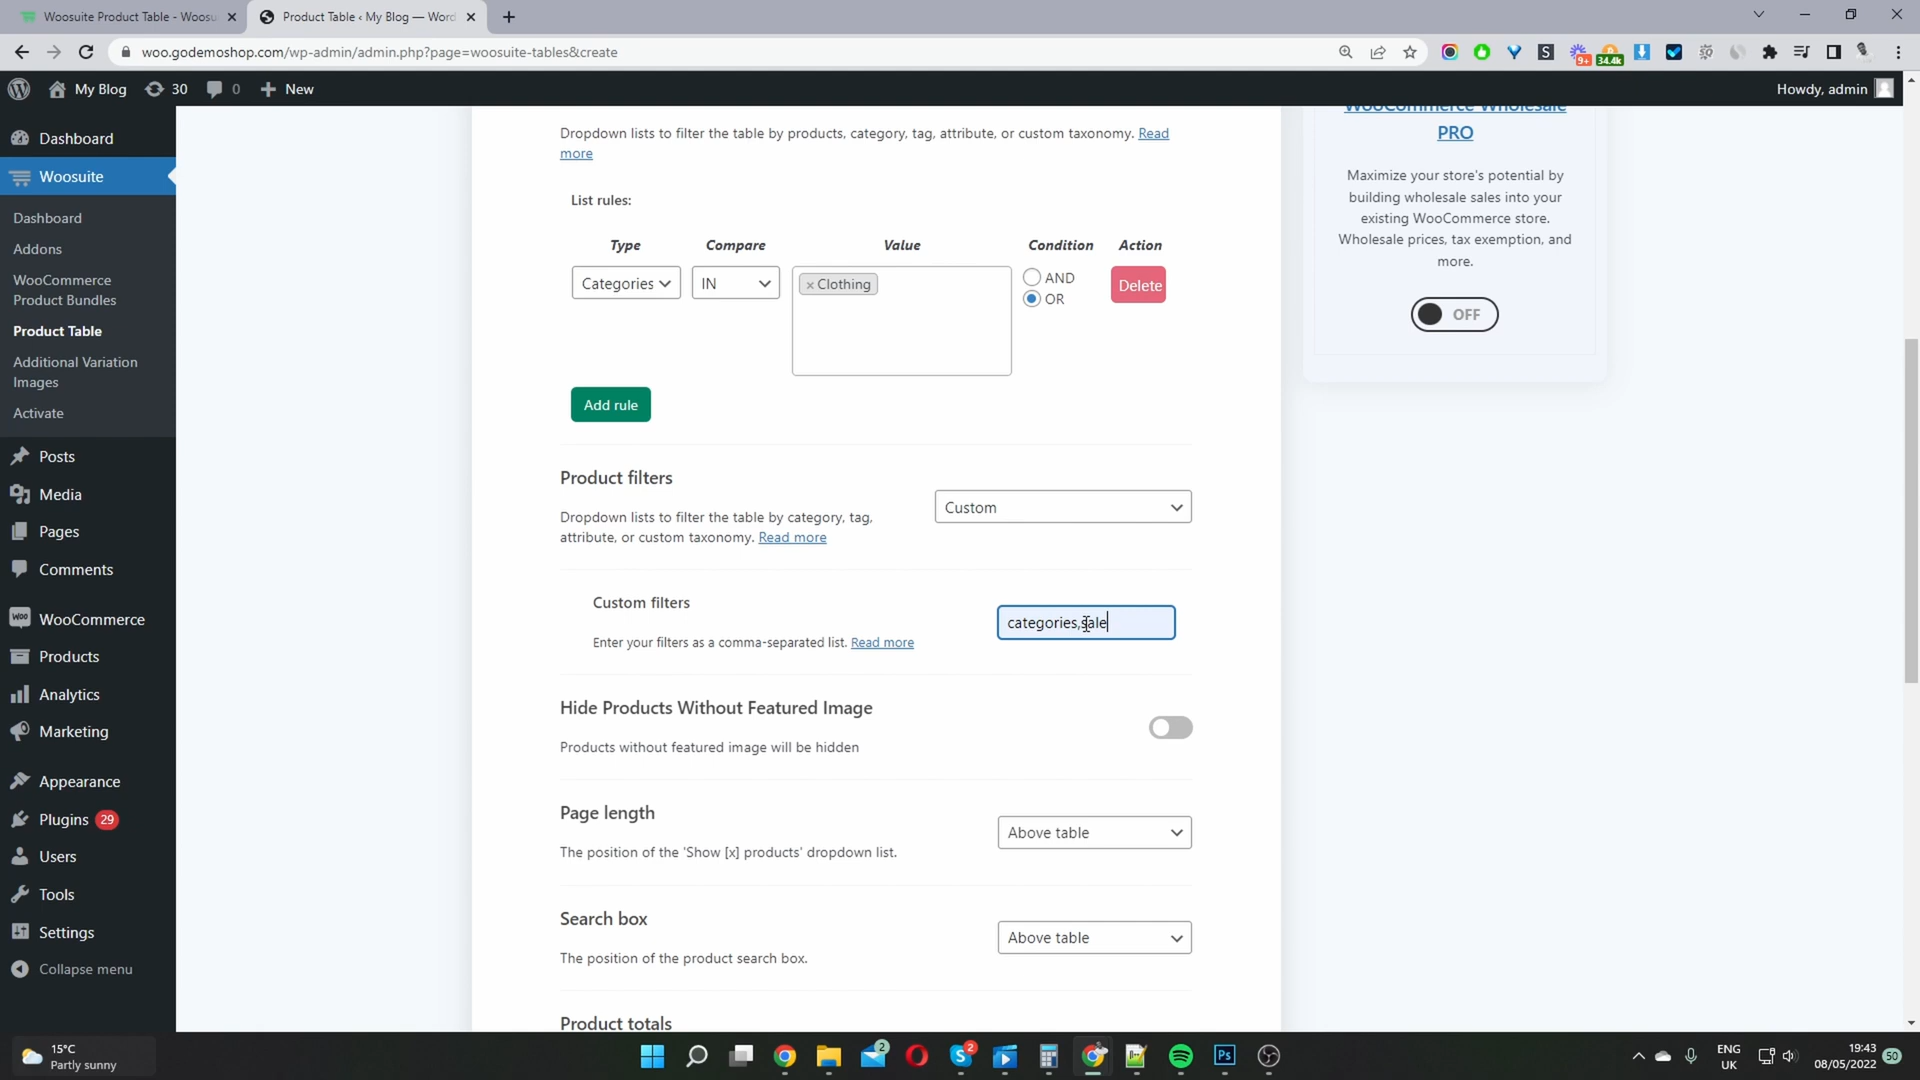 Woosuite Product Table - Woosu
Product Table ‹ My Blog — Word
woo.godemoshop.com/wp-admin/admin.php?page=woosuite-tables&create
9+
34.4k
My Blog
30
0
New
Howdy, admin
Dashboard
Woosuite
Dashboard
Addons
WooCommerce
Product Bundles
Product Table
Additional Variation
Images
Activate
Posts
Media
Pages
Comments
WooCommerce
Products
Analytics
Marketing
Appearance
Plugins 29
Users
Tools
Settings
Collapse menu
Dropdown lists to filter the table by products, category, tag, attribute, or custom taxonomy. Read
more
List rules:
Type Compare Value Condition Action
Categories IN × Clothing AND
OR
Delete
Add rule
Product filters
Dropdown lists to filter the table by category, tag,
attribute, or custom taxonomy. Read more
Custom
Custom filters
Enter your filters as a comma-separated list. Read more
categories,sale
Hide Products Without Featured Image
Products without featured image will be hidden
Page length
The position of the 'Show [x] products' dropdown list.
Above table
Search box
The position of the product search box.
Above table
Product totals
WooCommerce Wholesale
PRO
Maximize your store's potential by
building wholesale sales into your
existing WooCommerce store.
Wholesale prices, tax exemption, and
more.
OFF
15°C
Partly sunny
2
2
Ps
ENG
UK
19:43
08/05/2022
50